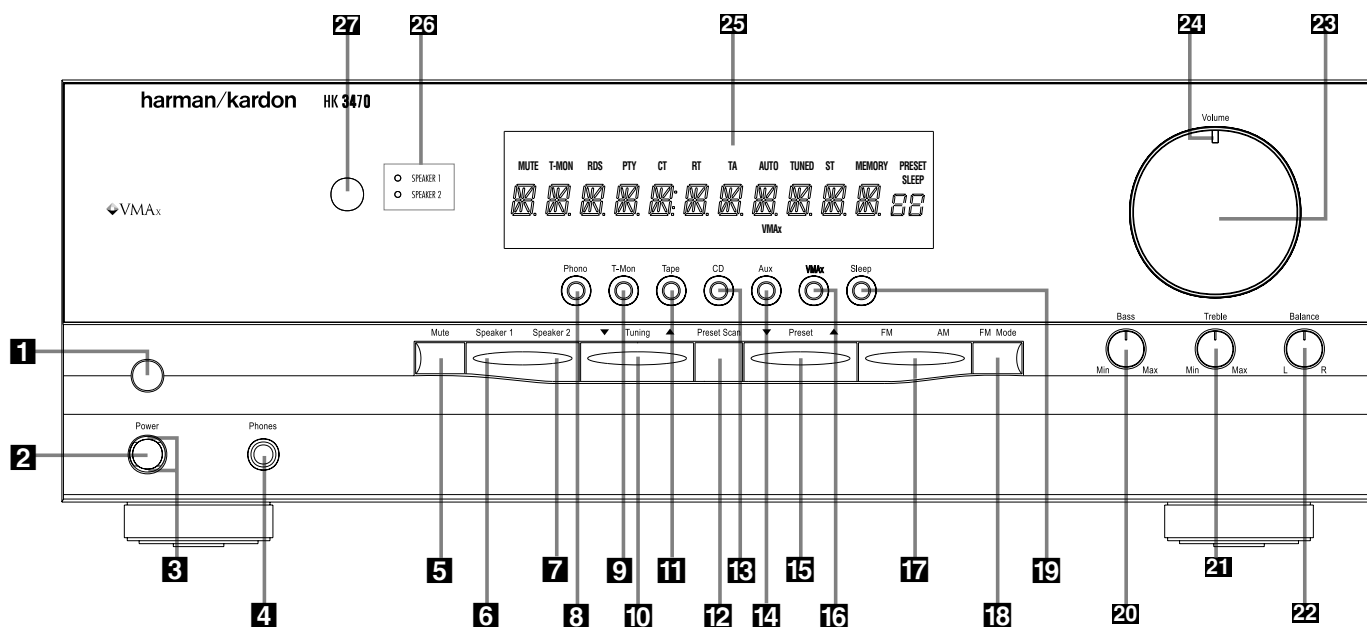 27 26 25 24 23
harman/kardon HK 3470
Volume
SPEAKER 1
SPEAKER 2
MUTE T-MON RDS PTY CT RT TA AUTO TUNED ST MEMORY PRESET
SLEEP
VMAx
VMAx
Phono T-Mon Tape CD Aux VMAx Sleep
Bass Treble Balance
Mute Speaker 1 Speaker 2 ▼ Tuning ▲ Preset Scan ▼ Preset ▲ FM AM FM Mode
Min Max Min Max L R
1
Power Phones
2
3 5 7 9 11 13 15 17 19 21
4 6 8 10 12 14 16 18 20 22